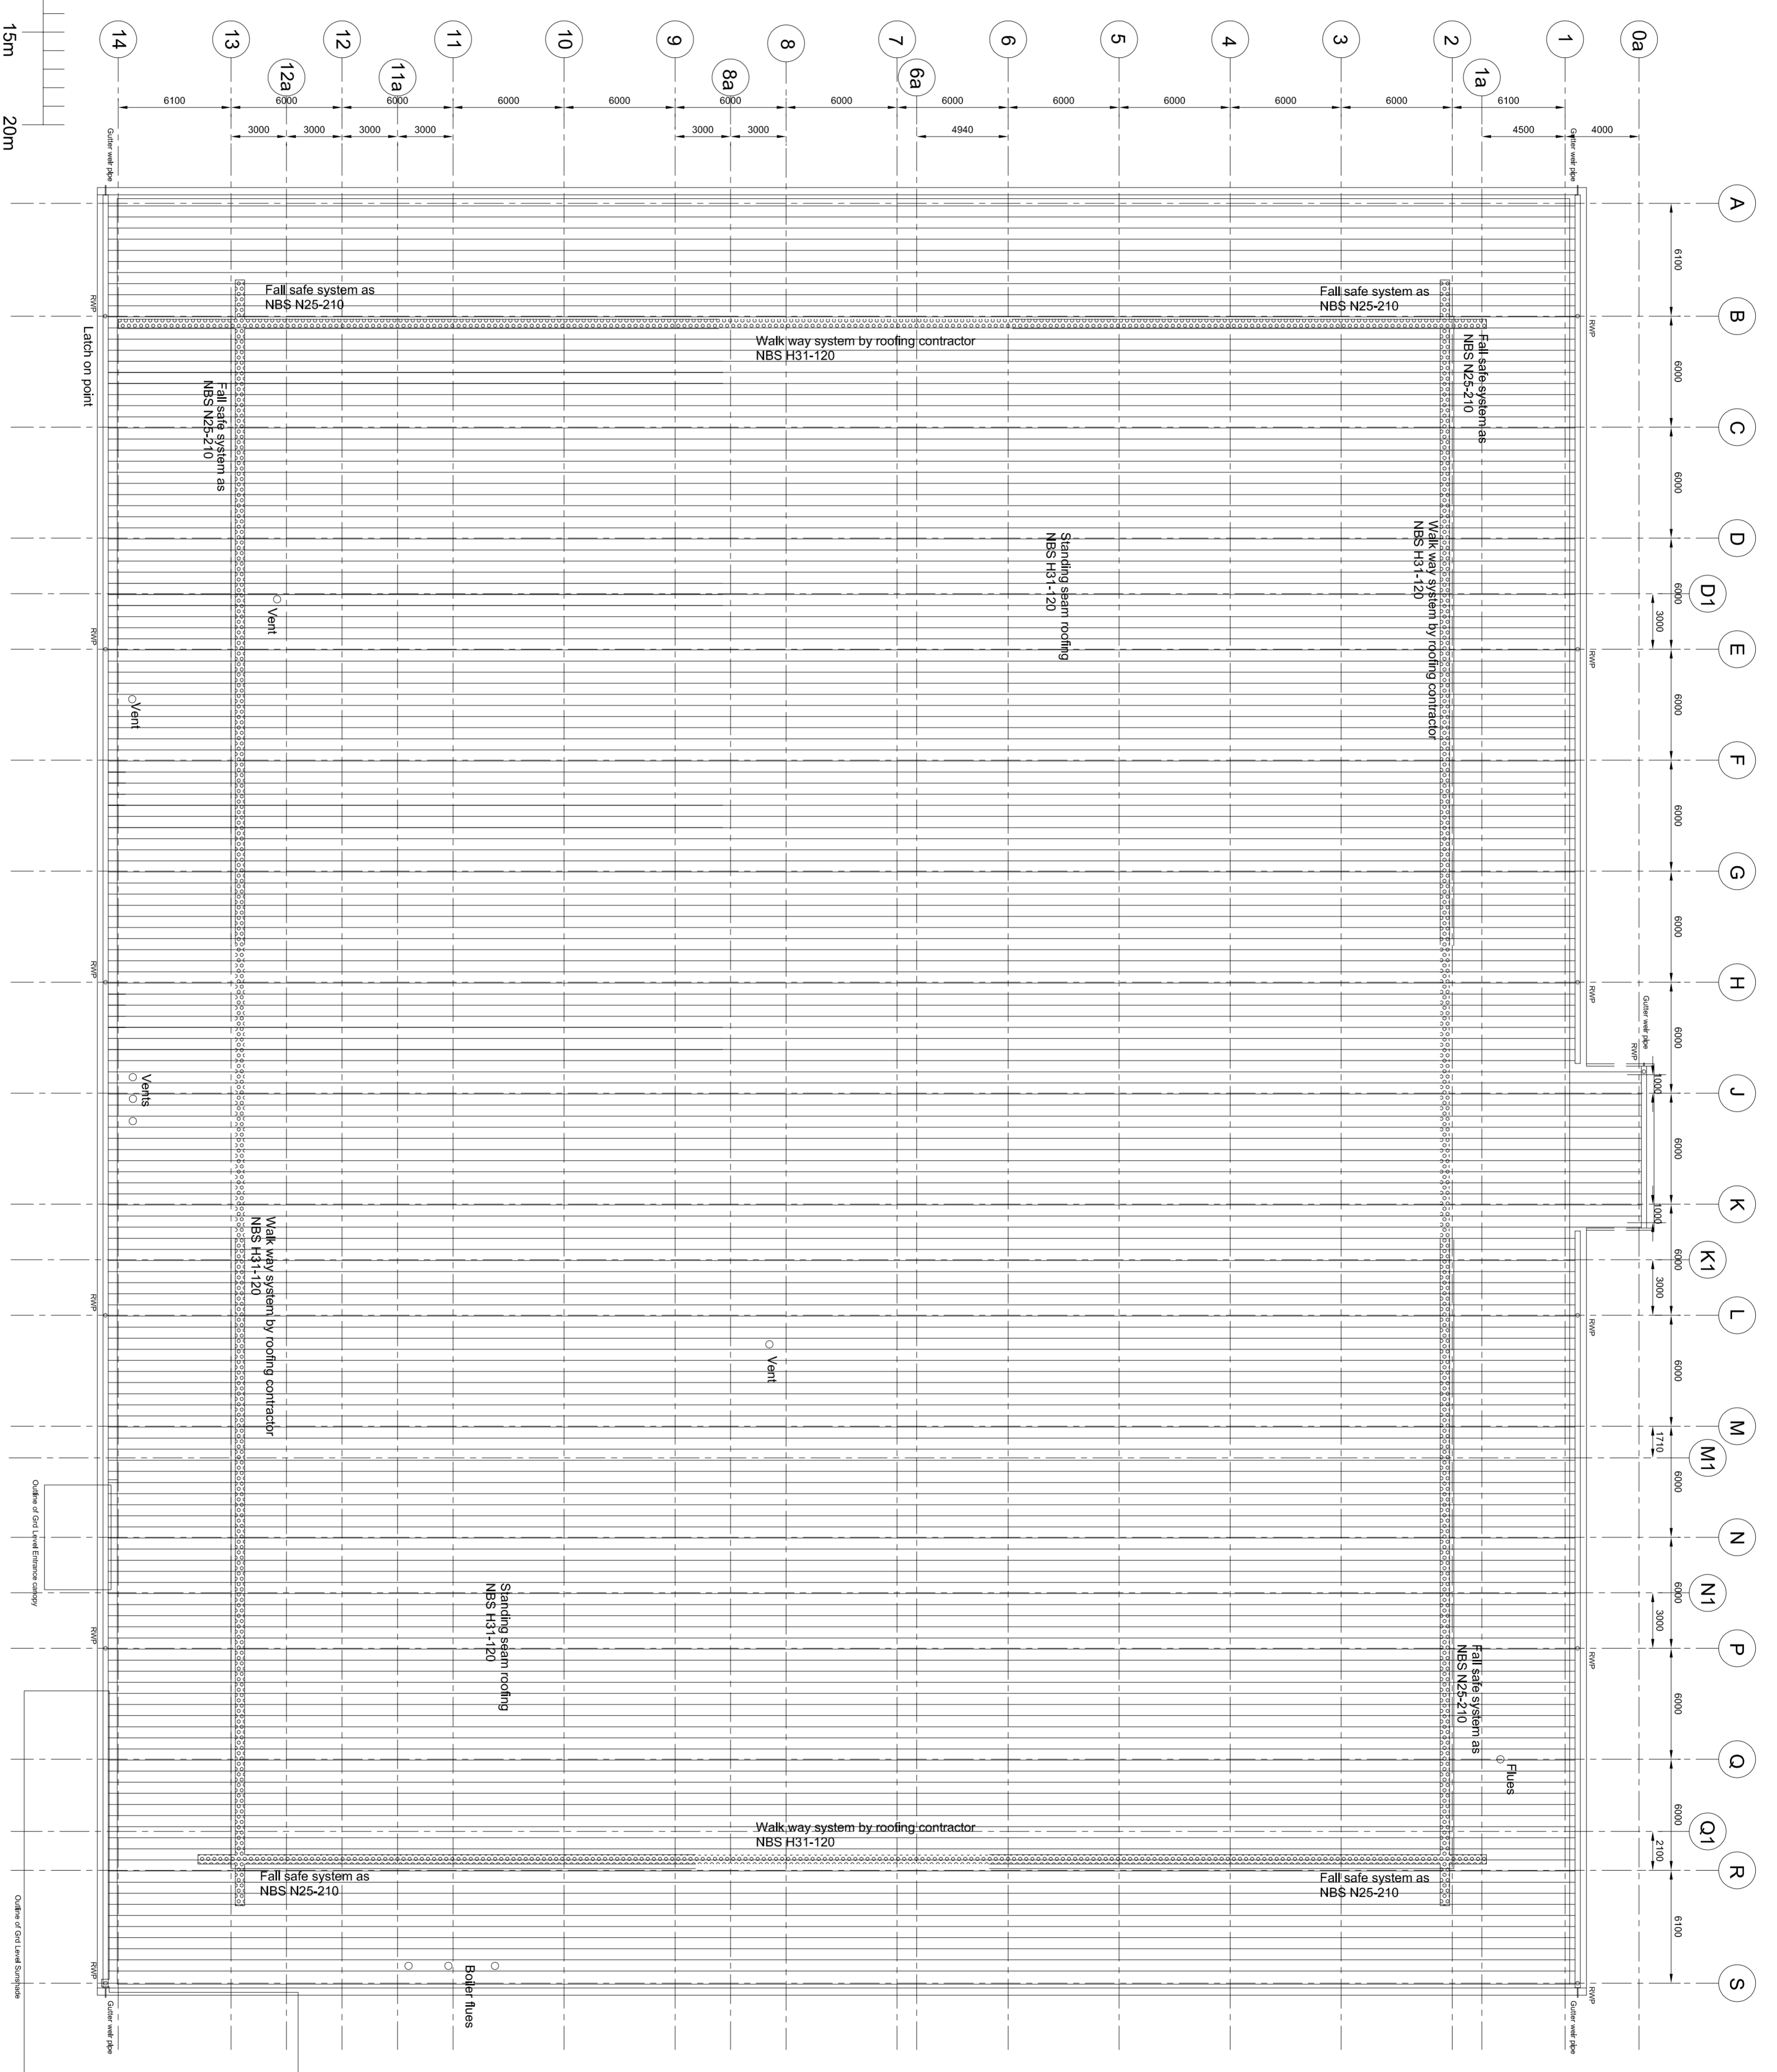 15m
20m
14
13
12a
12
11a
11
10
9
8a
8
7
6a
6
5
4
3
2
1a
1
0a
6100
6000
6000
6000
6000
6000
6000
6000
6000
6000
6000
6000
6100
3000
3000
3000
3000
3000
3000
4940
4500
4000
Gutter weir pipe
Gutter weir pipe
A
6100
RWP
Fall safe system as
NBS N25-210
Fall safe system as
NBS N25-210
RWP
B
Latch on point
Walk way system by roofing contractor
NBS H31-120
Fall safe system as
NBS N25-210
6000
Fall safe system as
NBS N25-210
C
6000
Walk way system by roofing contractor
NBS H31-120
Standing seam roofing
NBS H31-120
D
6000
D1
Vent
3000
RWP
RWP
E
Vent
6000
F
6000
G
6000
RWP
RWP
H
Gutter weir pipe
RWP
6000
Vents
1000
J
6000
K
1000
Walk way system by roofing contractor
NBS H31-120
6000
K1
3000
RWP
RWP
L
Vent
6000
M
1710
M1
6000
Outline of Grd Level Entrance canopy
N
6000
N1
3000
Standing seam roofing
NBS H31-120
RWP
RWP
P
Fall safe system as
NBS N25-210
6000
Q
Flues
6000
Walk way system by roofing contractor
NBS H31-120
Q1
2100
R
Fall safe system as
NBS N25-210
Fall safe system as
NBS N25-210
6100
Outline of Grd Level Sunshade
Boiler flues
RWP
RWP
S
Gutter weir pipe
Gutter weir pipe